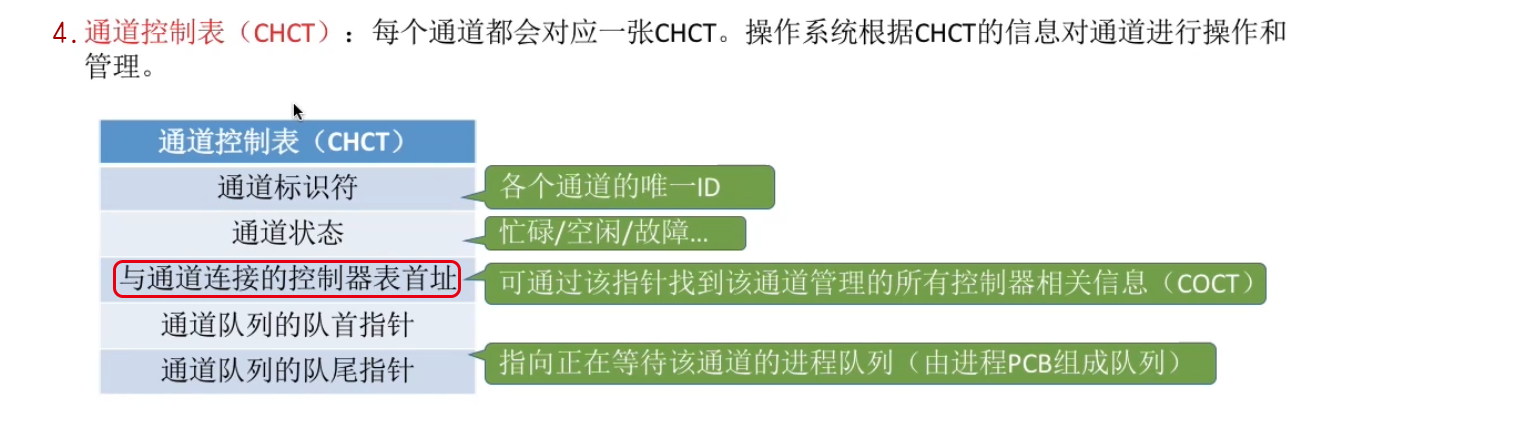 4.通道控制表（CHCT）：每个通道都会对应一张CHCT。操作系统根据CHCT的信息对通道进行操作和
管理。
通道控制表（CHCT）
通道标识符
各个通道的唯一ID
通道状态
忙碌/空闲/故障...
与通道连接的控制器表首址
可通过该指针找到该通道管理的所有控制器相关信息（COCT）
通道队列的队首指针
通道队列的队尾指针
指向正在等待该通道的进程队列（由进程PCB组成队列）